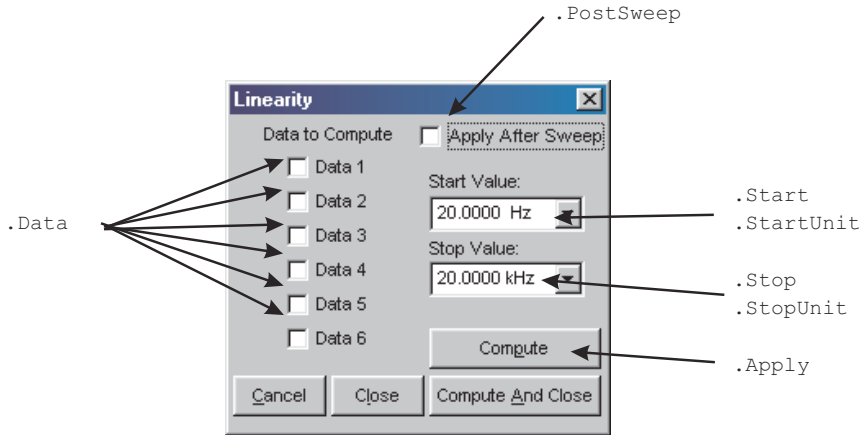 .PostSweep
Linearity
Data to Compute
Apply After Sweep
Data 1
Data 2
Data 3
Data 4
Data 5
Data 6
.Data
Start Value:
20.0000 Hz
.Start
.StartUnit
Stop Value:
20.0000 kHz
.Stop
.StopUnit
Compute
.Apply
Cancel
Close
Compute And Close